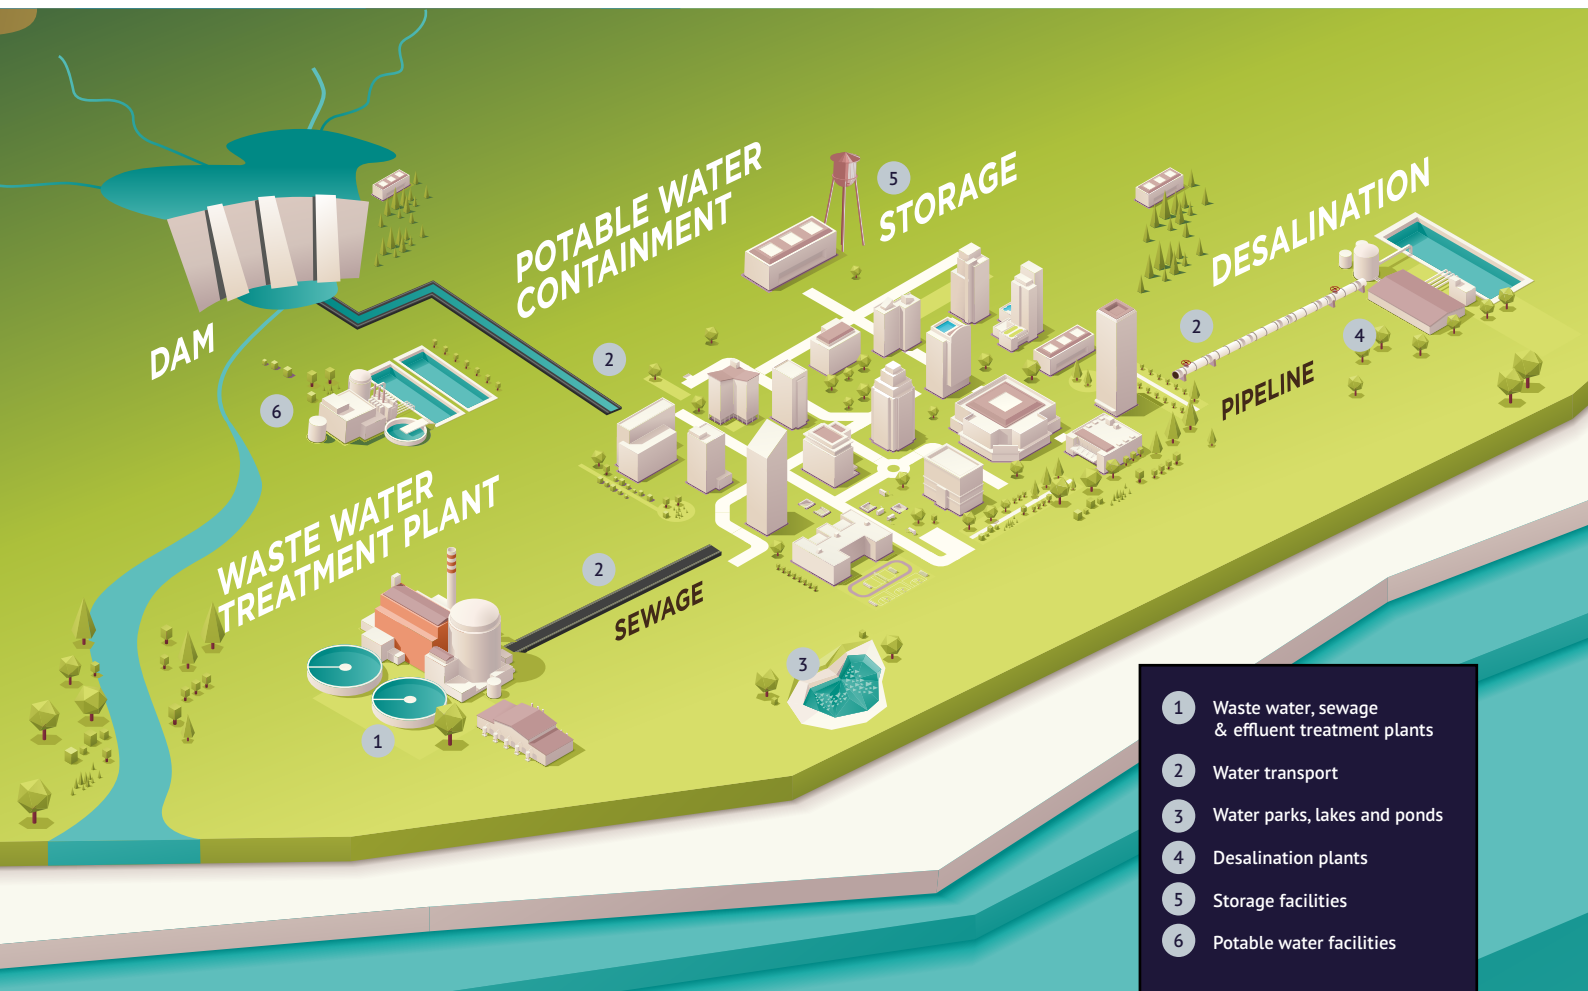 POTABLE WATER
CONTAINMENT
5
STORAGE
DESALINATION
DAM
2
2
4
PIPELINE
6
WASTE WATER
TREATMENT PLANT
2
SEWAGE
3
1
1 Waste water, sewage
& effluent treatment plants
2 Water transport
3 Water parks, lakes and ponds
4 Desalination plants
5 Storage facilities
6 Potable water facilities